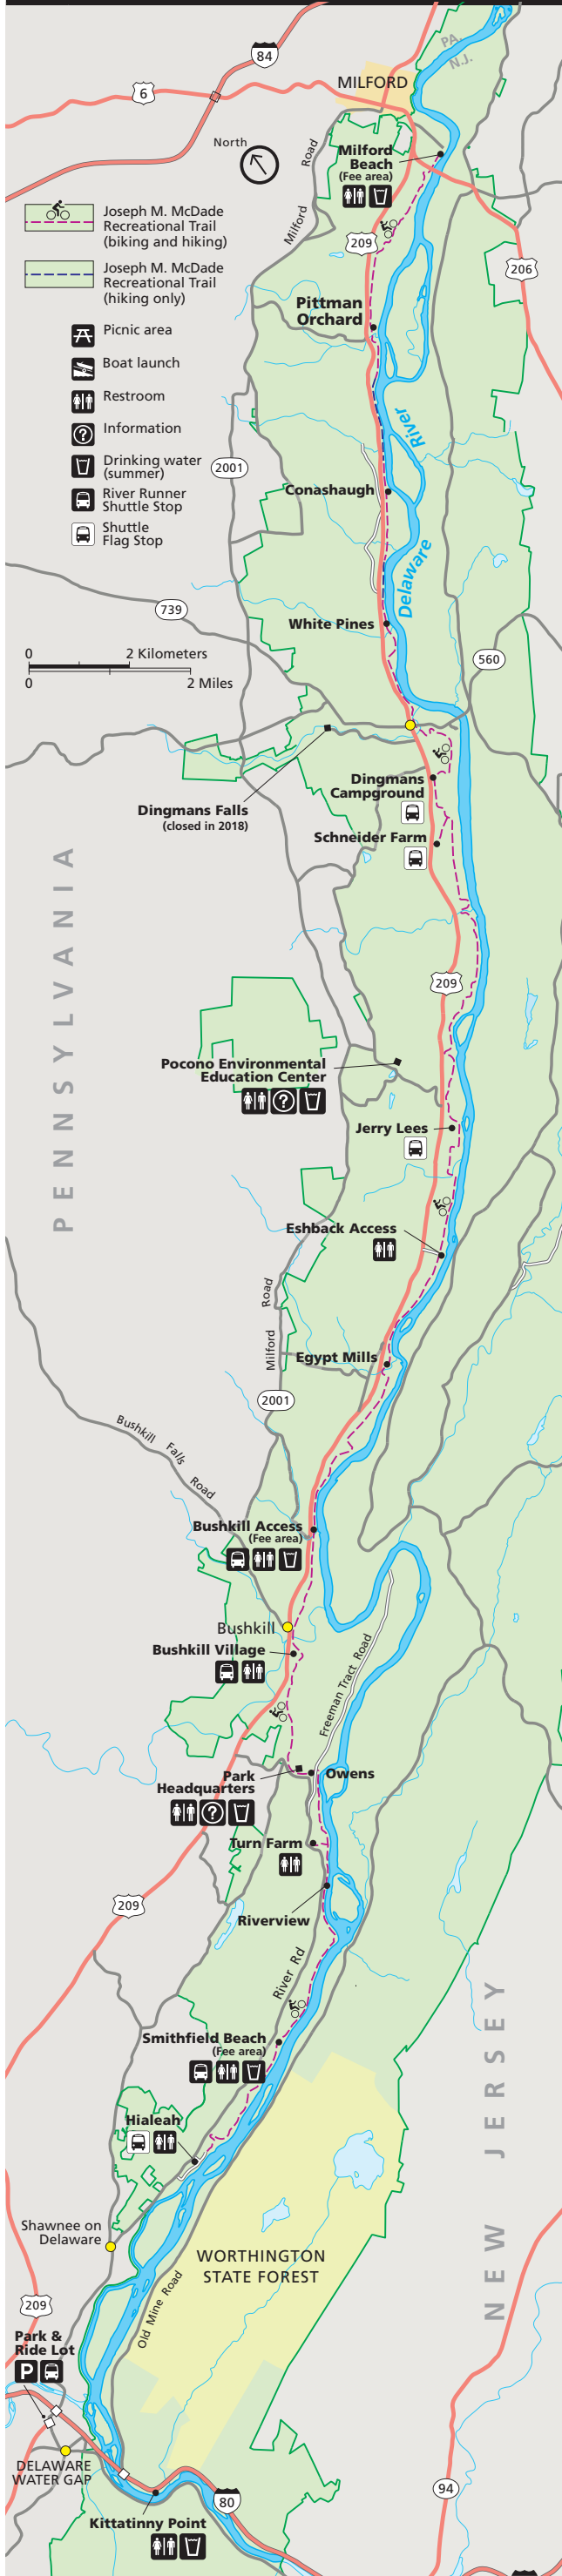 PA.
N.J.
84
6
MILFORD
North
Milford
Beach
(Fee area)
Milford Road
Joseph M. McDade
Recreational Trail
(biking and hiking)
209
206
Joseph M. McDade
Recreational Trail
(hiking only)
Pittman
Orchard
Picnic area
Boat launch
Restroom
Information
Drinking water
(summer)
River Runner
Shuttle Stop
Shuttle
Flag Stop
2001
Delaware River
Conashaugh
739
White Pines
0 2 Kilometers
0 2 Miles
560
Dingmans
Campground
Dingmans Falls
(closed in 2018)
Schneider Farm
PENNSYLVANIA
209
Pocono Environmental
Education Center
Jerry Lees
Eshback Access
Milford Road
Egypt Mills
2001
Bushkill Falls Road
Bushkill Access
(Fee area)
Bushkill
Bushkill Village
Freeman Tract Road
Park
Headquarters
Owens
Turn Farm
209
Riverview
River Rd
Smithfield Beach
(Fee area)
NEW JERSEY
Hialeah
Shawnee on
Delaware
WORTHINGTON
STATE FOREST
Old Mine Road
209
Park &
Ride Lot
P
DELAWARE
WATER GAP
94
80
Kittatinny Point